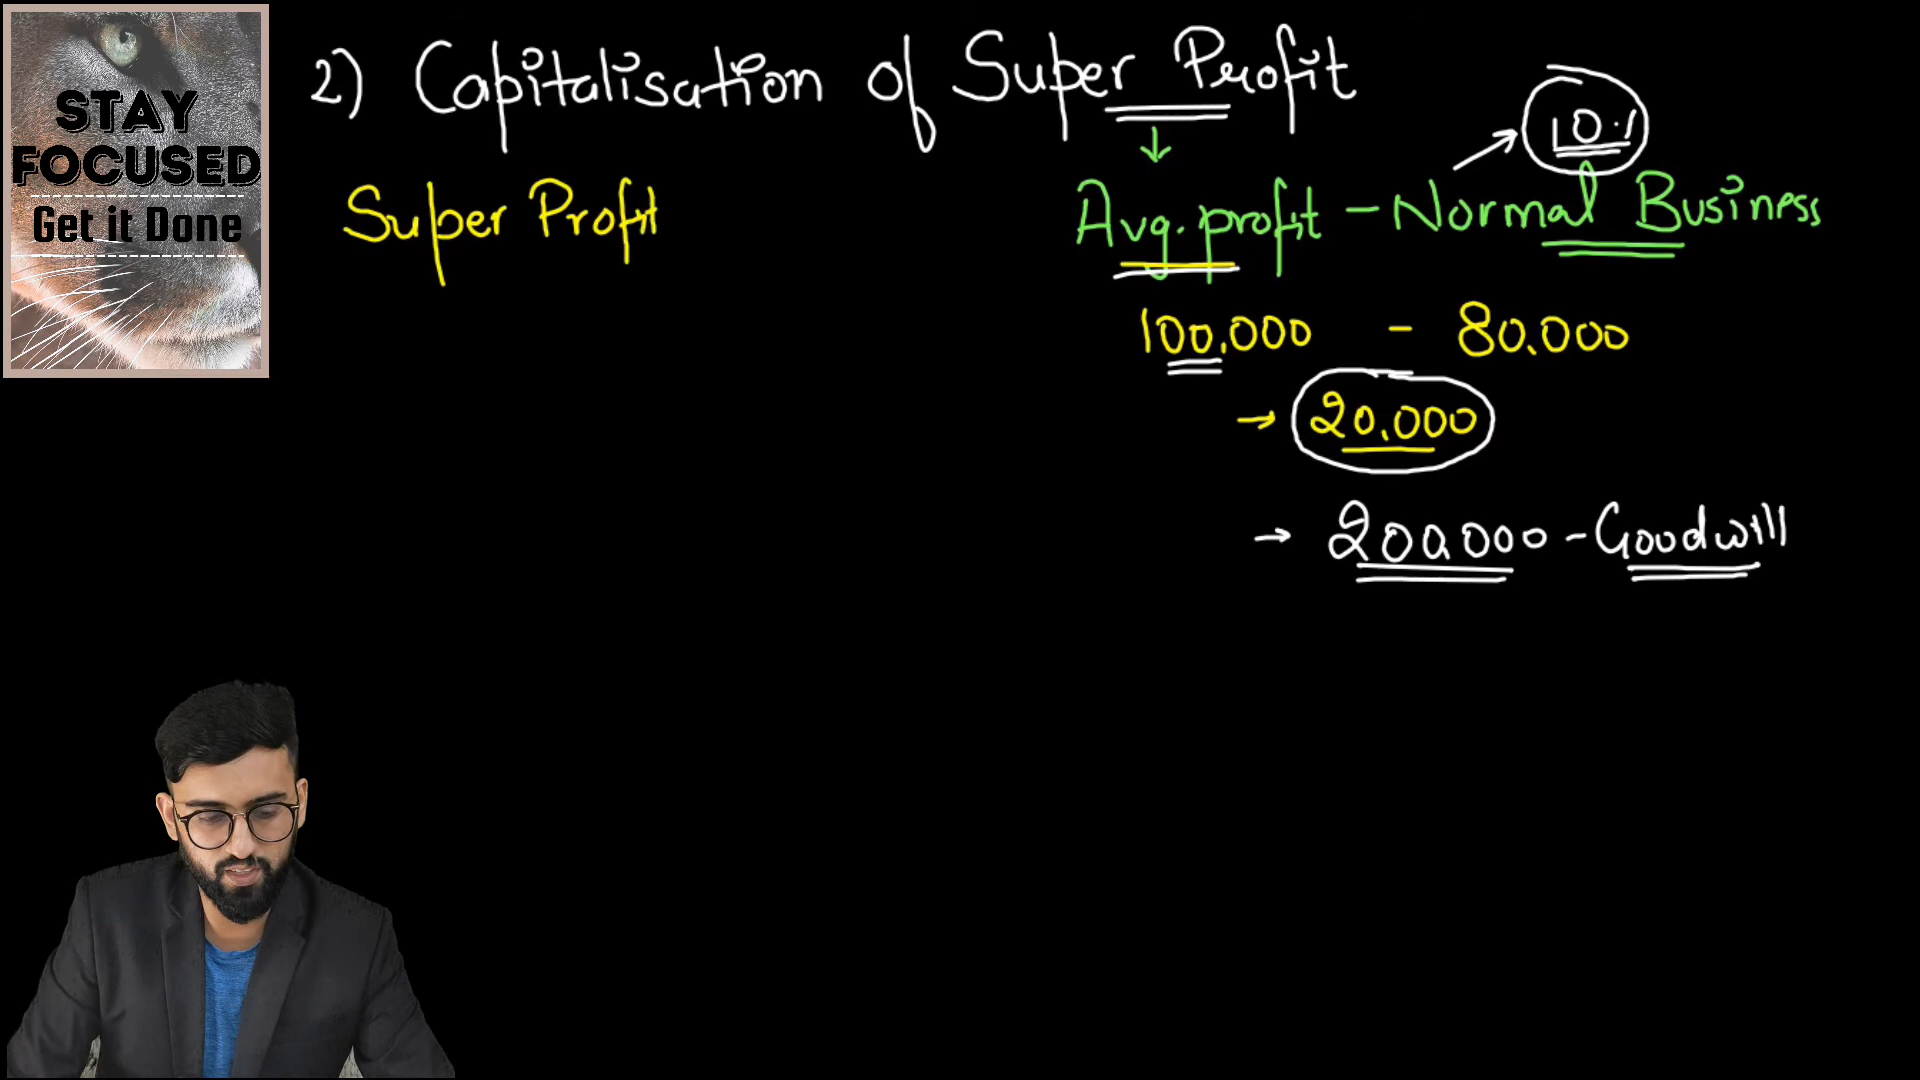 STAY
FOCUSED
Get it Done
2) Capitalisation of Super Profit
10.1
Super Profit
Avg. profit - Normal Business
100.000 - 80.000
→ 20.000
→ 200.000 - Goodwill